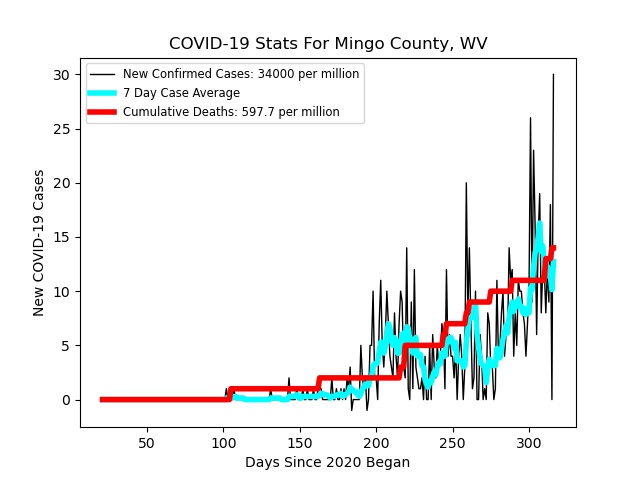 COVID-19 Stats For Mingo County, WV
New Confirmed Cases: 34000 per million
7 Day Case Average
Cumulative Deaths: 597.7 per million
New COVID-19 Cases
30
25
20
15
10
5
0
50 100 150 200 250 300
Days Since 2020 Began